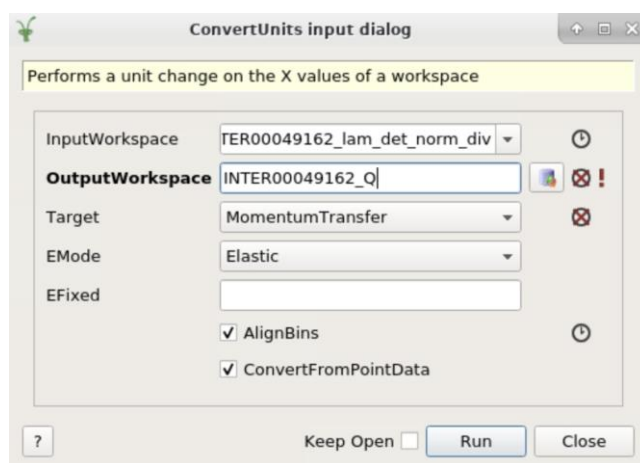 ConvertUnits input dialog
Performs a unit change on the X values of a workspace
InputWorkspace TER00049162_lam_det_norm_div
OutputWorkspace INTER00049162_Q !
Target MomentumTransfer
EMode Elastic
EFixed
AlignBins
ConvertFromPointData
? Keep Open Run Close